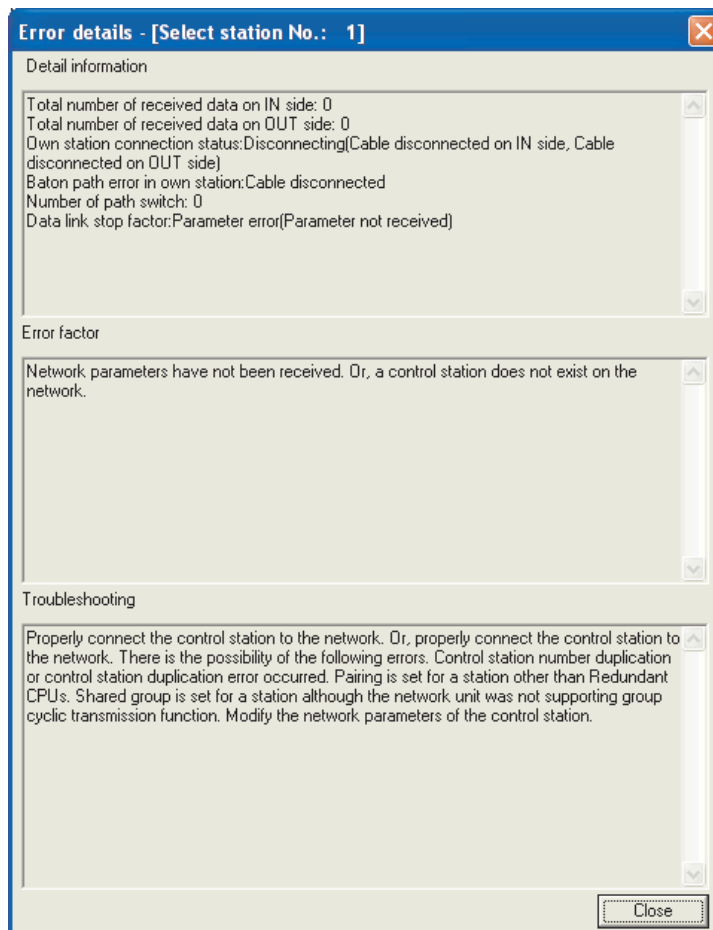 Error details - [Select station No.: 1]
Detail information
Total number of received data on IN side: 0
Total number of received data on OUT side: 0
Own station connection status:Disconnecting(Cable disconnected on IN side, Cable
disconnected on OUT side)
Baton path error in own station:Cable disconnected
Number of path switch: 0
Data link stop factor:Parameter error(Parameter not received)
Error factor
Network parameters have not been received. Or, a control station does not exist on the
network.
Troubleshooting
Properly connect the control station to the network. Or, properly connect the control station to
the network. There is the possibility of the following errors. Control station number duplication
or control station duplication error occurred. Pairing is set for a station other than Redundant
CPUs. Shared group is set for a station although the network unit was not supporting group
cyclic transmission function. Modify the network parameters of the control station.
Close